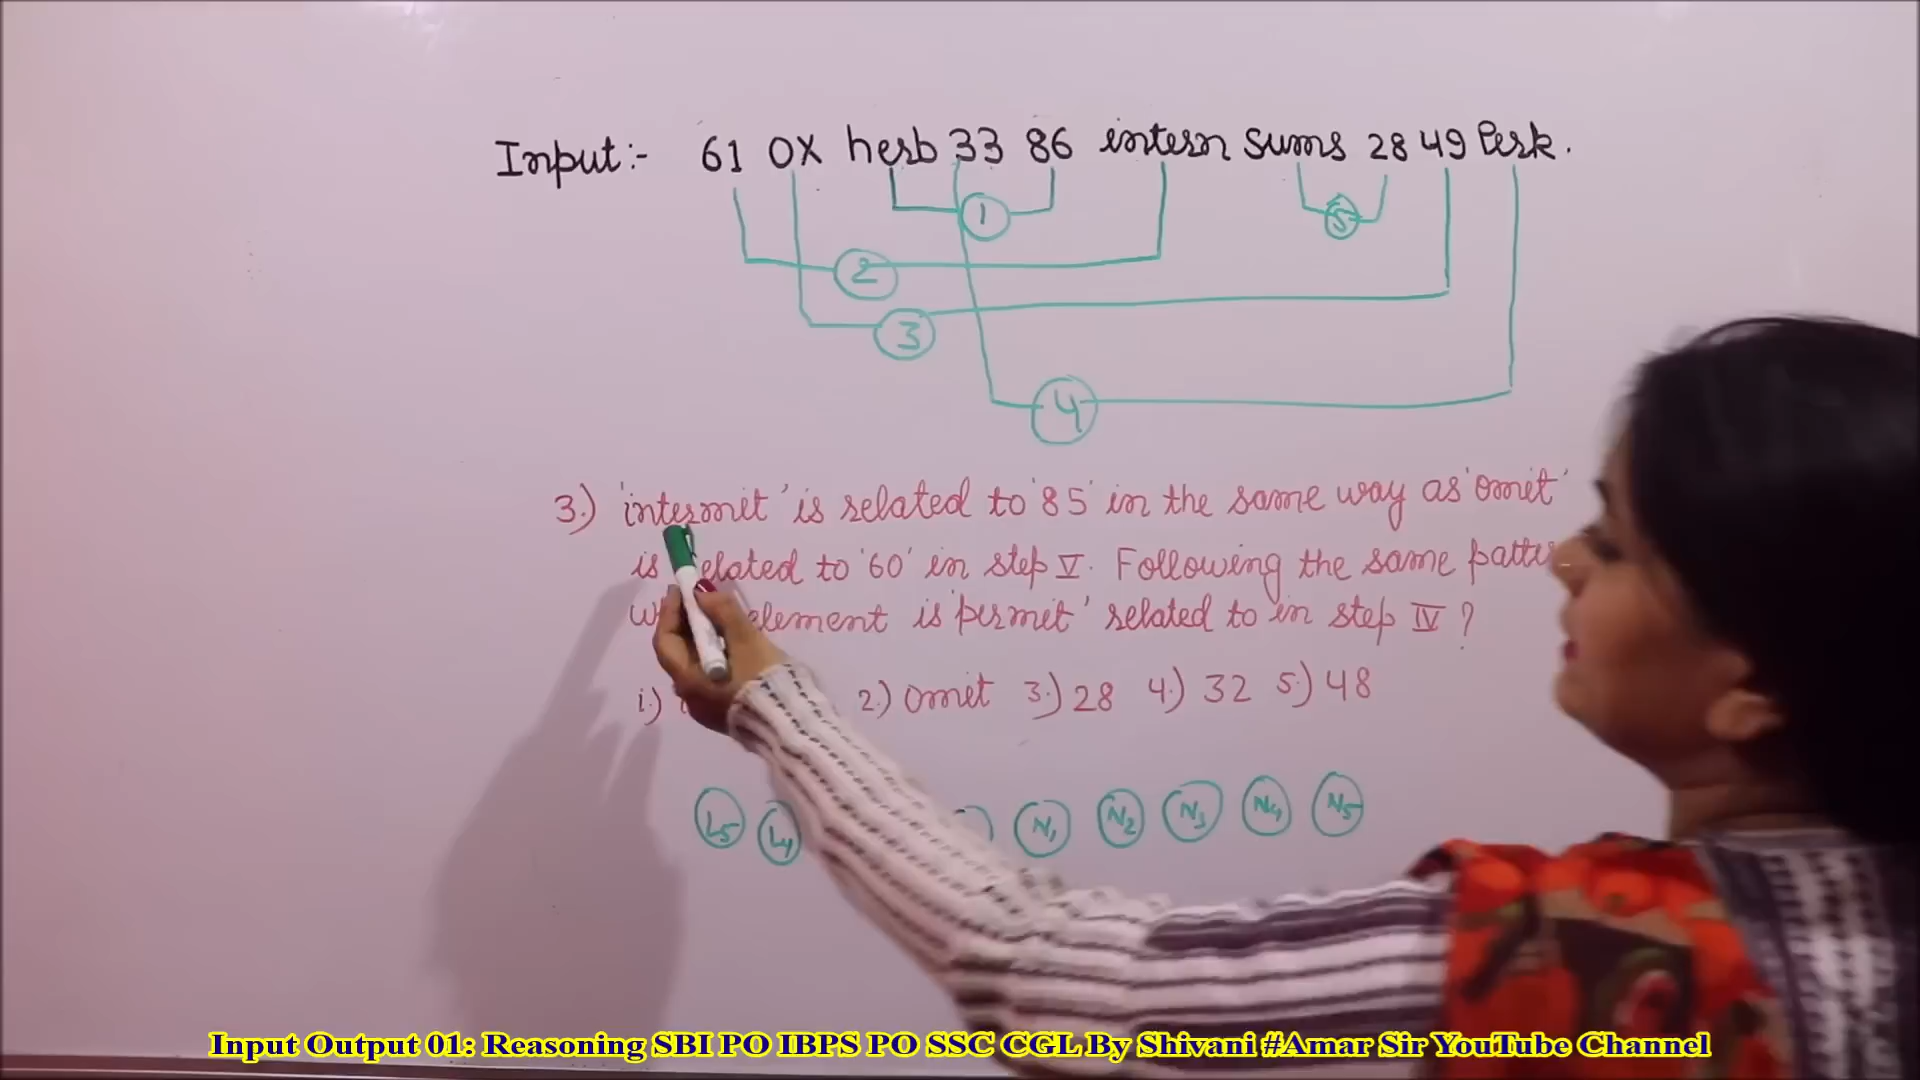 Input:- 61 OX herb 33 86 intern sums 28 49 Perk.
1
5
2
3
4
3.) 'intermit' is related to '85' in the same way as 'omit'
is related to '60' in step V. Following the same
element is 'permit' related to in step IV ?
1.) 2.) omit 3.) 28 4.) 32 5.) 48
L5 L4 N1 N2 N3 N4 N5
Input Output 01: Reasoning SBI PO IBPS PO SSC CGL By Shivani #Amar Sir YouTube Channel